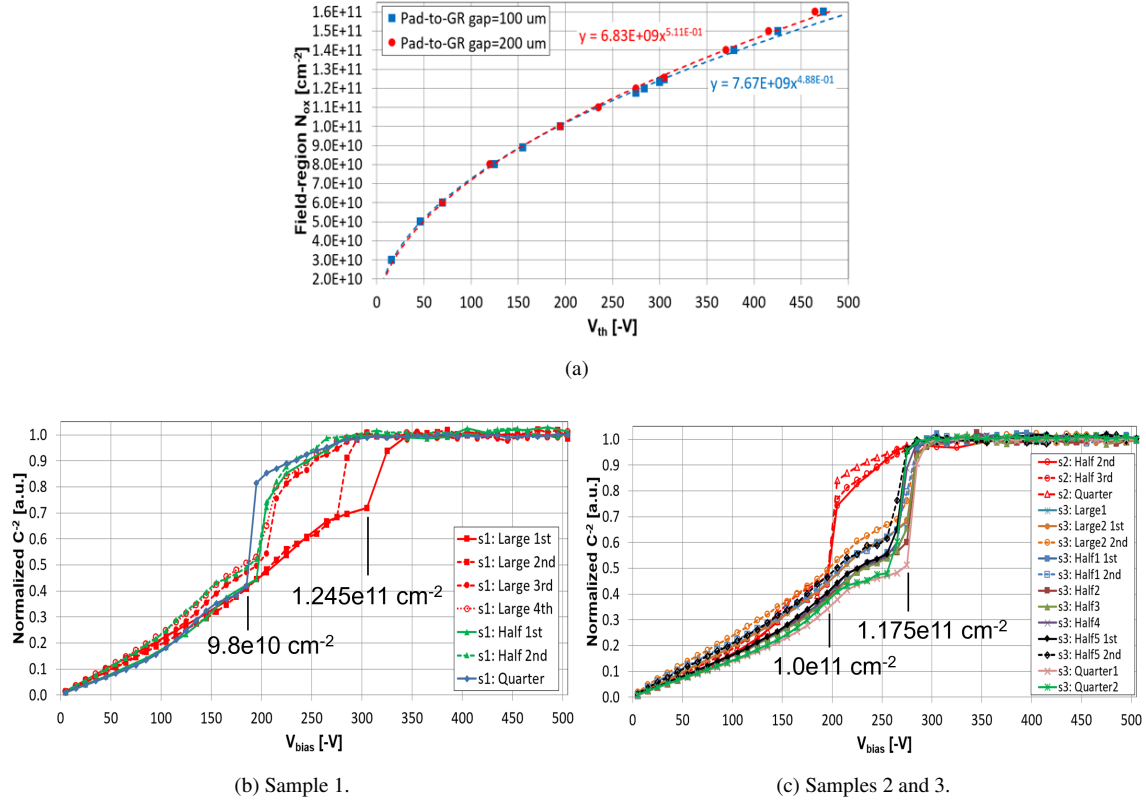 1.6E+11
1.5E+11
1.4E+11
1.3E+11
1.2E+11
1.1E+11
1.0E+11
9.0E+10
8.0E+10
7.0E+10
6.0E+10
5.0E+10
4.0E+10
3.0E+10
2.0E+10
Field-region Nox [cm-2]
Pad-to-GR gap=100 um
Pad-to-GR gap=200 um
y = 6.83E+09x5.11E-01
y = 7.67E+09x4.88E-01
0 50 100 150 200 250 300 350 400 450 500
Vth [-V]
(a)
1.0
0.9
0.8
0.7
0.6
0.5
0.4
0.3
0.2
0.1
0.0
Normalized C-2 [a.u.]
1.245e11 cm-2
9.8e10 cm-2
s1: Large 1st
s1: Large 2nd
s1: Large 3rd
s1: Large 4th
s1: Half 1st
s1: Half 2nd
s1: Quarter
0 50 100 150 200 250 300 350 400 450 500
Vbias [-V]
(b) Sample 1.
1.0
0.9
0.8
0.7
0.6
0.5
0.4
0.3
0.2
0.1
0.0
Normalized C-2 [a.u.]
1.175e11 cm-2
1.0e11 cm-2
s2: Half 2nd
s2: Half 3rd
s2: Quarter
s3: Large1
s3: Large2 1st
s3: Large2 2nd
s3: Half1 1st
s3: Half1 2nd
s3: Half2
s3: Half3
s3: Half4
s3: Half5 1st
s3: Half5 2nd
s3: Quarter1
s3: Quarter2
0 50 100 150 200 250 300 350 400 450 500
Vbias [-V]
(c) Samples 2 and 3.